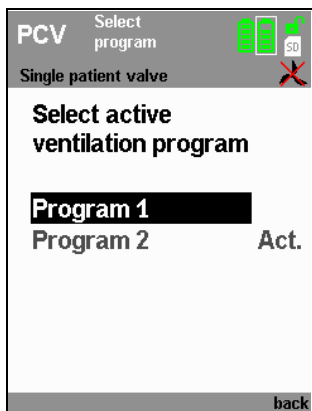 PCV Select
program
SD
Single patient valve
Select active
ventilation program
Program 1
Program 2 Act.
back